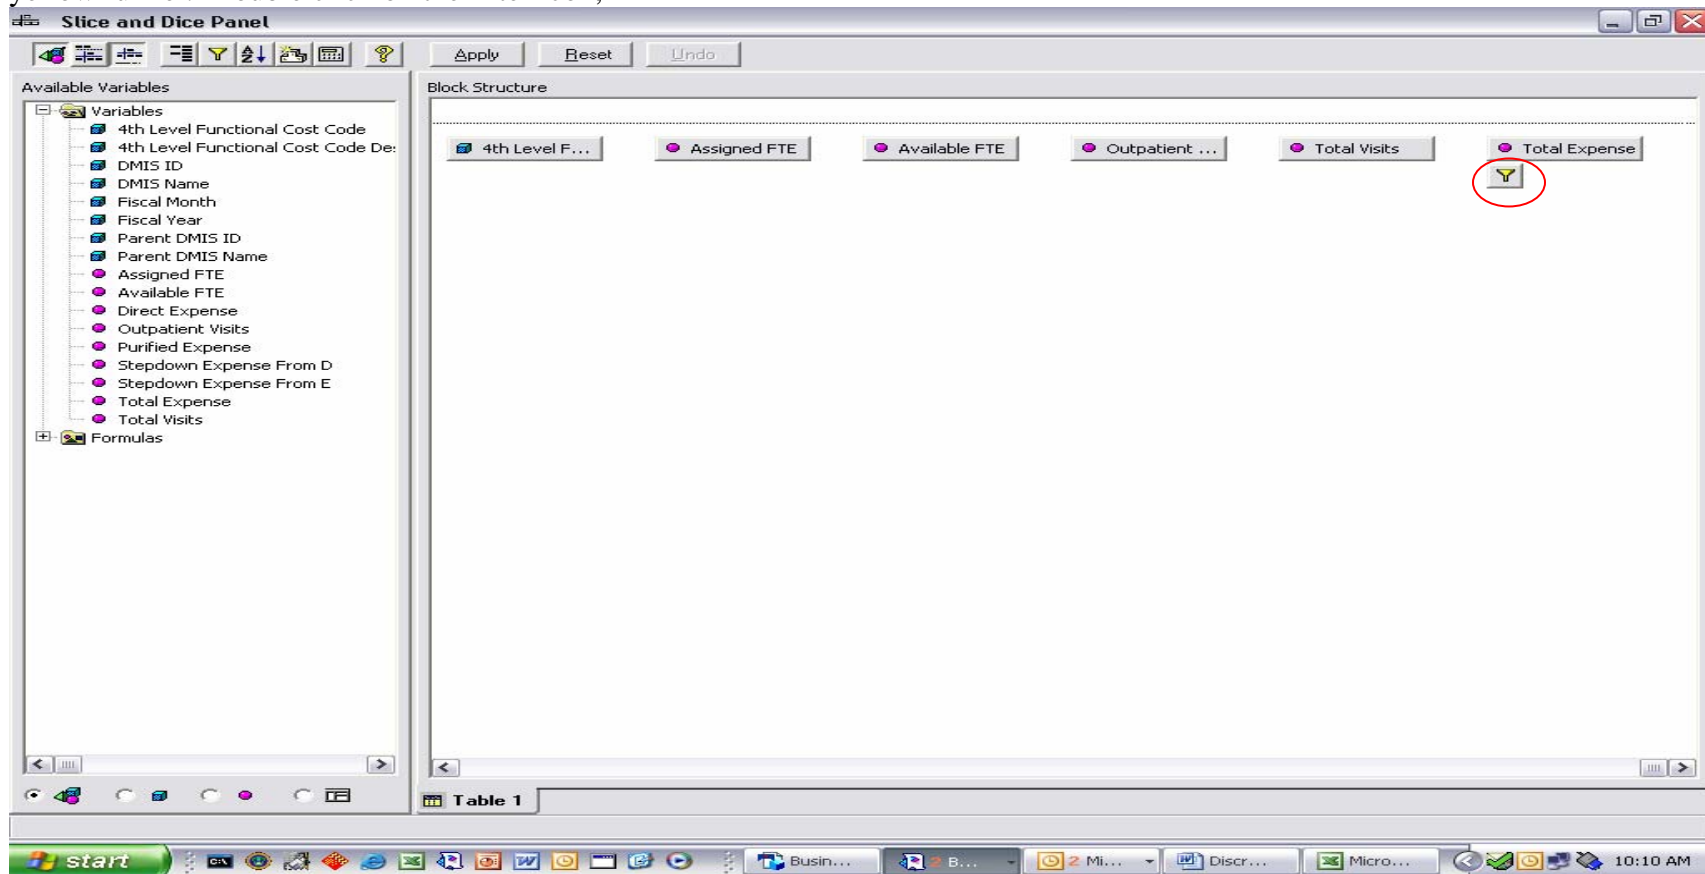 Slice and Dice Panel
Apply Reset Undo
Available Variables
Block Structure
Variables
4th Level Functional Cost Code
4th Level Functional Cost Code De:
DMIS ID
DMIS Name
Fiscal Month
Fiscal Year
Parent DMIS ID
Parent DMIS Name
Assigned FTE
Available FTE
Direct Expense
Outpatient Visits
Purified Expense
Stepdown Expense From D
Stepdown Expense From E
Total Expense
Total Visits
Formulas
4th Level F... Assigned FTE Available FTE Outpatient ... Total Visits Total Expense
Table 1
start Busin... 2 B... 2 Mi... Discr... Micro... 10:10 AM